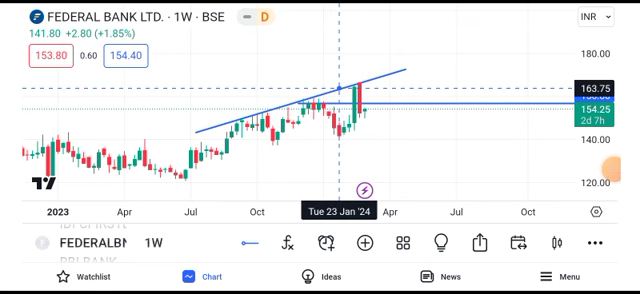 FEDERAL BANK LTD. · 1W · BSE
D
INR
141.80 +2.80 (+1.85%)
153.80
0.60
154.40
180.00
163.75
154.25
2d 7h
140.00
120.00
2023
Apr
Jul
Oct
Tue 23 Jan '24
Apr
Jul
Oct
FEDERALBN
1W
Watchlist
Chart
Ideas
News
Menu